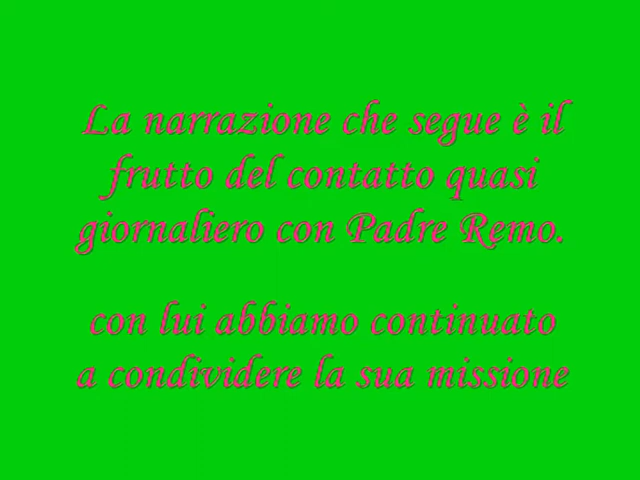 La narrazione che segue è il
frutto del contatto quasi
giornaliero con Padre Remo.
con lui abbiamo continuato
a condividere la sua missione